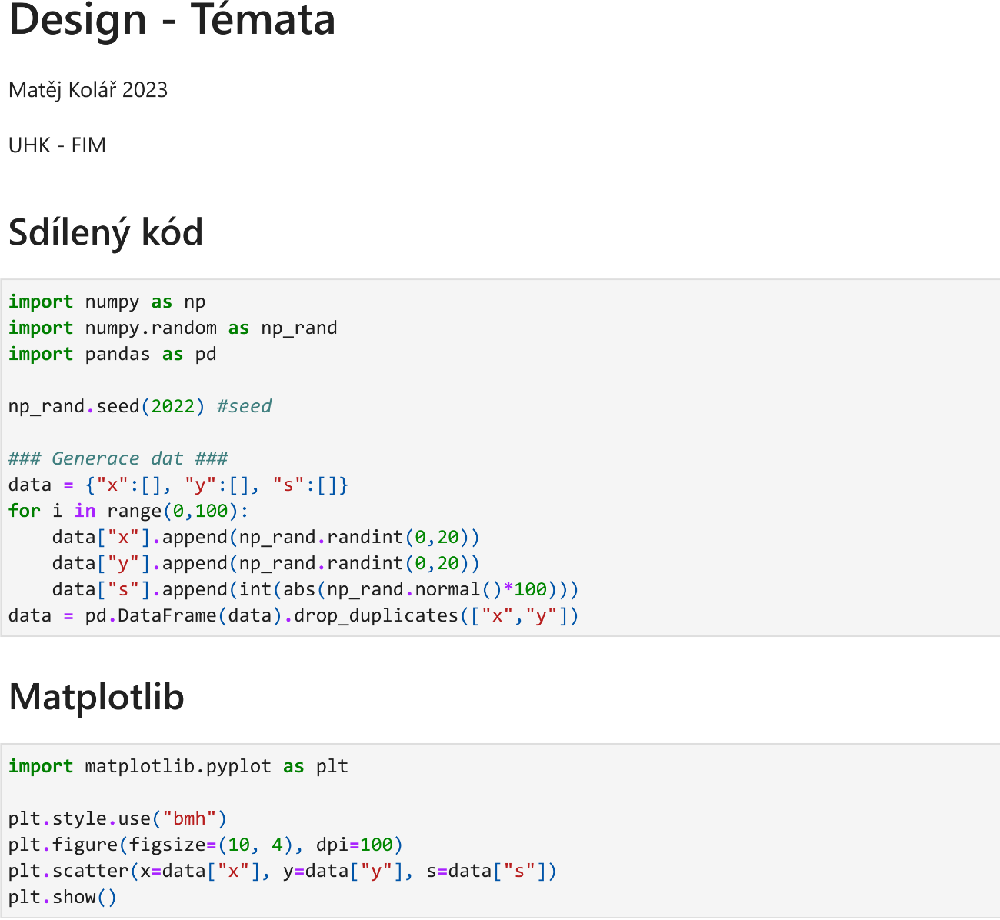 Design - Témata
Matěj Kolář 2023
UHK - FIM
Sdílený kód
import numpy as np
import numpy.random as np_rand
import pandas as pd
np_rand.seed(2022) #seed
### Generace dat ###
data = {"x":[], "y":[], "s":[]}
for i in range(0,100):
    data["x"].append(np_rand.randint(0,20))
    data["y"].append(np_rand.randint(0,20))
    data["s"].append(int(abs(np_rand.normal()*100)))
data = pd.DataFrame(data).drop_duplicates(["x","y"])
Matplotlib
import matplotlib.pyplot as plt
plt.style.use("bmh")
plt.figure(figsize=(10, 4), dpi=100)
plt.scatter(x=data["x"], y=data["y"], s=data["s"])
plt.show()